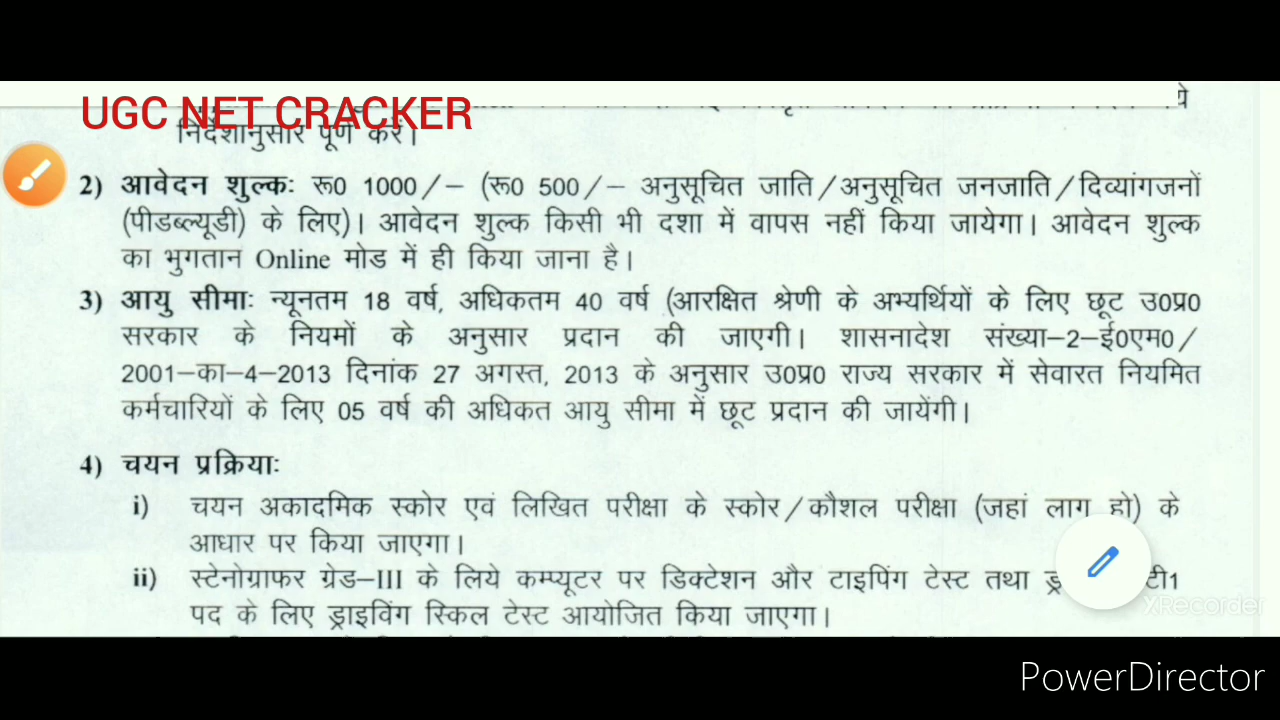 UGC NET CRACKER
निर्देशानुसार पूर्ण करें।
2) आवेदन शुल्कः रू0 1000/– (रू0 500/– अनुसूचित जाति/अनुसूचित जनजाति/दिव्यांगजनों
(पीडब्ल्यूडी) के लिए)। आवेदन शुल्क किसी भी दशा में वापस नहीं किया जायेगा। आवेदन शुल्क
का भुगतान Online मोड में ही किया जाना है।
3) आयु सीमाः न्यूनतम 18 वर्ष, अधिकतम 40 वर्ष (आरक्षित श्रेणी के अभ्यर्थियों के लिए छूट उ0प्र0
सरकार के नियमों के अनुसार प्रदान की जाएगी। शासनादेश संख्या–2–ई0एम0/
2001–का–4–2013 दिनांक 27 अगस्त, 2013 के अनुसार उ0प्र0 राज्य सरकार में सेवारत नियमित
कर्मचारियों के लिए 05 वर्ष की अधिकत आयु सीमा में छूट प्रदान की जायेंगी।
4) चयन प्रक्रियाः
i) चयन अकादमिक स्कोर एवं लिखित परीक्षा के स्कोर/कौशल परीक्षा (जहां लागू हो) के
आधार पर किया जाएगा।
ii) स्टेनोग्राफर ग्रेड–III के लिये कम्प्यूटर पर डिक्टेशन और टाइपिंग टेस्ट तथा
पद के लिए ड्राइविंग स्किल टेस्ट आयोजित किया जाएगा।
XRecorder
PowerDirector